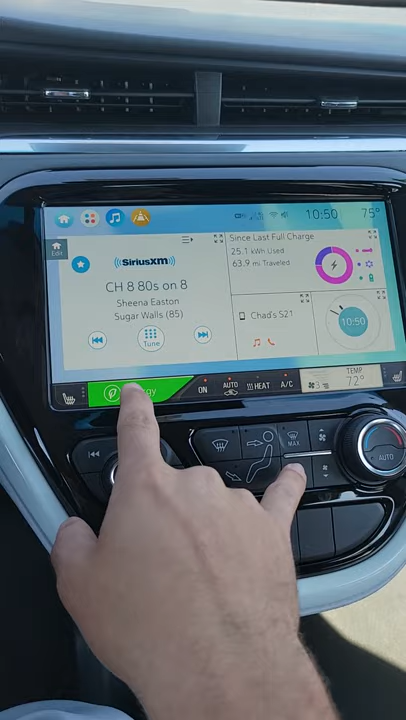 10:50 75°
Edit
SiriusXM
CH 8 80s on 8
Sheena Easton
Sugar Walls (85)
Tune
Since Last Full Charge
25.1 kWh Used
63.9 mi Traveled
Chad's S21
10:50
ON
AUTO
HEAT
A/C
3
TEMP
72°
MAX
AUTO